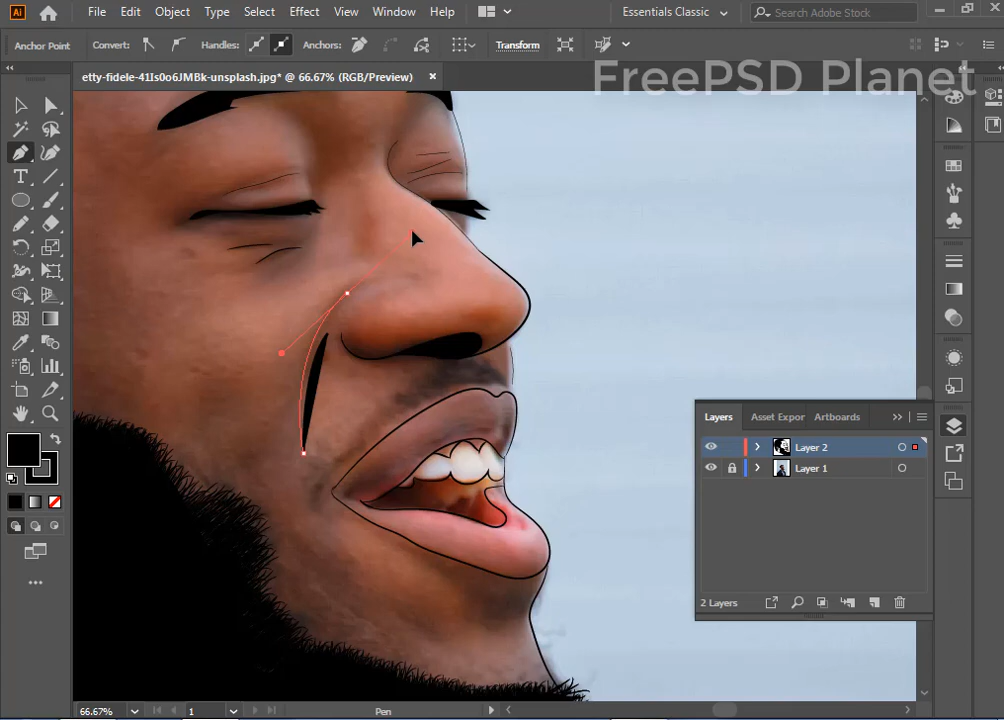 Ai File Edit Object Type Select Effect View Window Help Essentials Classic Search Adobe Stock
Anchor Point Convert: Handles: Anchors: Transform
etty-fidele-41Is0o6JMBk-unsplash.jpg* @ 66.67% (RGB/Preview)
FreePSD Planet
Layers Asset Expor Artboards
Layer 2
Layer 1
2 Layers
66.67% 1 Pen